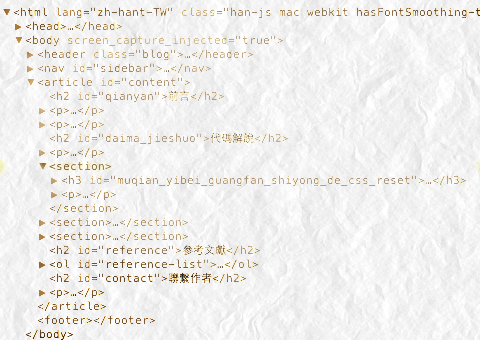 ▼<html lang="zh-hant-TW" class="han-js mac webkit hasFontSmoothing-t
▶<head>…</head>
▼<body screen_capture_injected="true">
▶<header class="blog">…</header>
▶<nav id="sidebar">…</nav>
▼<article id="content">
<h2 id="qianyan">前言</h2>
▶<p>…</p>
▶<p>…</p>
<h2 id="daima_jieshuo">代碼解說</h2>
▶<p>…</p>
▼<section>
▶<h3 id="muqian_yibei_guangfan_shiyong_de_css_reset">…</h3>
▶<p>…</p>
</section>
▶<section>…</section>
▶<section>…</section>
<h2 id="reference">參考文獻</h2>
▶<ol id="reference-list">…</ol>
<h2 id="contact">聯繫作者</h2>
▶<p>…</p>
</article>
<footer></footer>
</body>